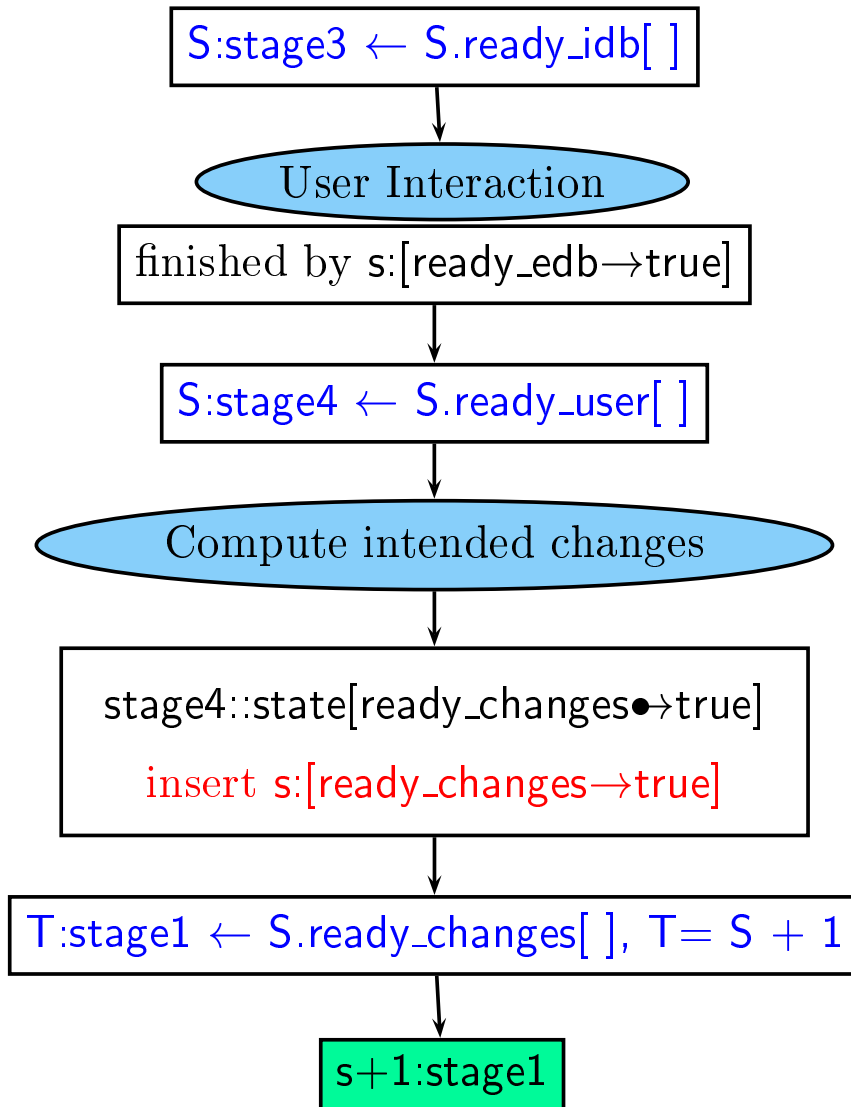 S:stage3 ← S.ready_idb[ ]
User Interaction
finished by s:[ready_edb→true]
S:stage4 ← S.ready_user[ ]
Compute intended changes
stage4::state[ready_changes●→true]
insert s:[ready_changes→true]
T:stage1 ← S.ready_changes[ ], T= S + 1
s+1:stage1